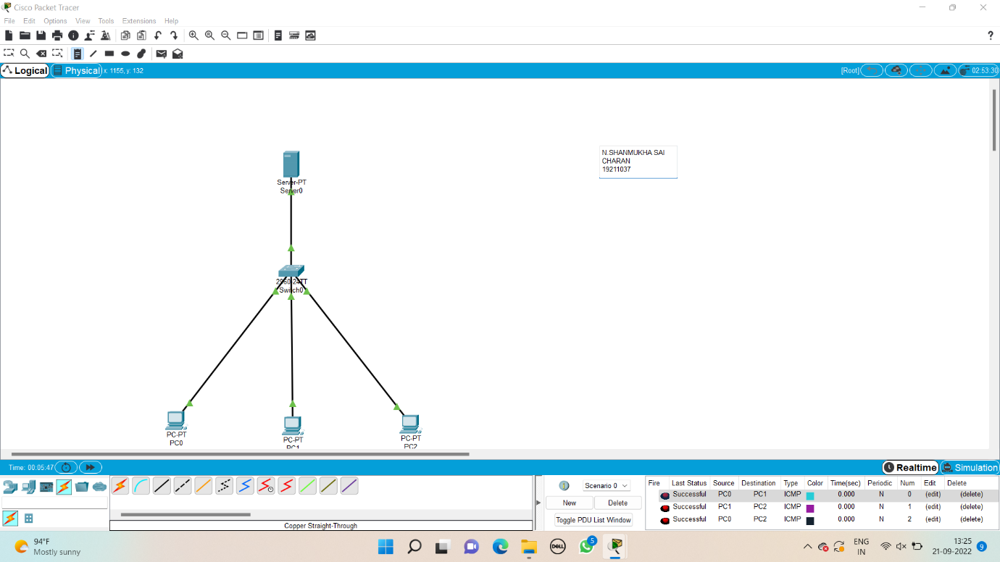 Cisco Packet Tracer
File Edit Options View Tools Extensions Help
?
Logical Physical x: 1155, y: 132 [Root] 02:53:30
N.SHANMUKHA SAI
CHARAN
19211037
Server-PT
Server0
2960-24TT
Switch0
PC-PT
PC0
PC-PT
PC1
PC-PT
PC2
Time: 00:05:47 Realtime Simulation
Scenario 0
New Delete
Toggle PDU List Window
Fire Last Status Source Destination Type Color Time(sec) Periodic Num Edit Delete
Successful PC0 PC1 ICMP 0.000 N 0 (edit) (delete)
Successful PC1 PC2 ICMP 0.000 N 1 (edit) (delete)
Successful PC0 PC2 ICMP 0.000 N 2 (edit) (delete)
Copper Straight-Through
94°F
Mostly sunny
DELL
5
ENG
IN
13:25
21-09-2022
9